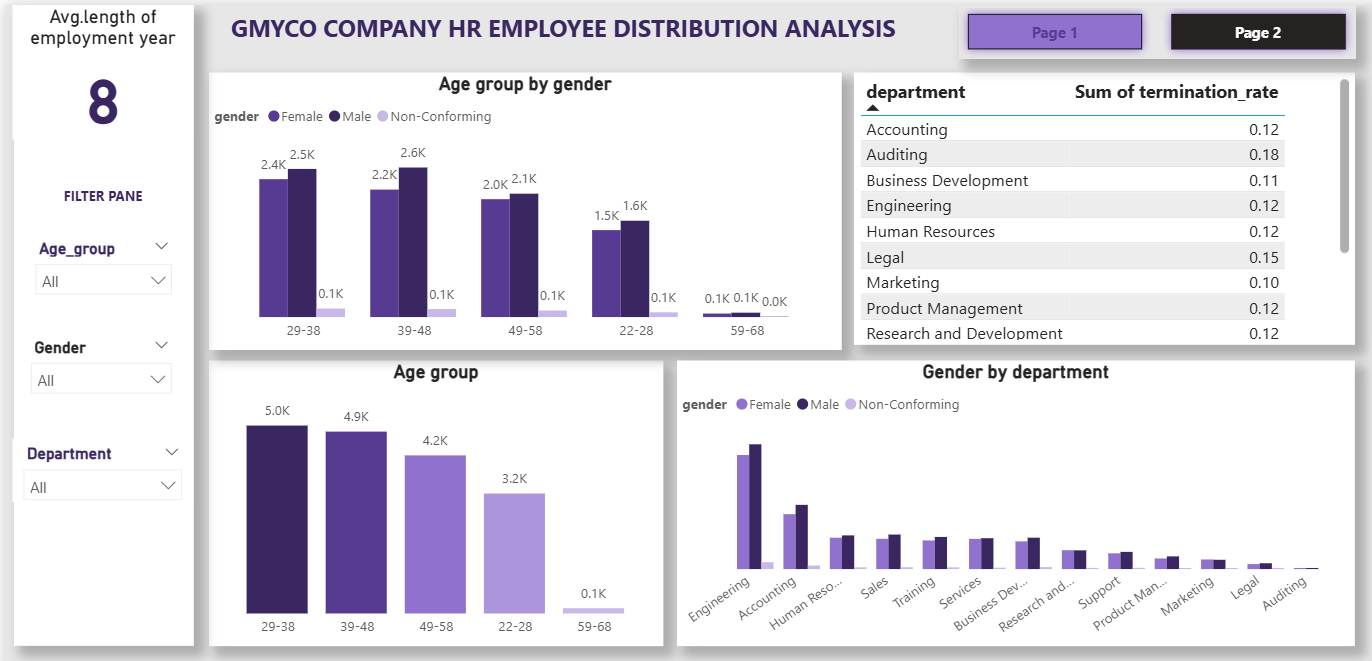 Avg.length of
employment year
8
FILTER PANE
Age_group
All
Gender
All
Department
All
GMYCO COMPANY HR EMPLOYEE DISTRIBUTION ANALYSIS
Page 1
Page 2
Age group by gender
gender Female Male Non-Conforming
2.4K 2.5K 0.1K 2.2K 2.6K 0.1K 2.0K 2.1K 0.1K 1.5K 1.6K 0.1K 0.1K 0.1K 0.0K
29-38 39-48 49-58 22-28 59-68
department Sum of termination_rate
Accounting 0.12
Auditing 0.18
Business Development 0.11
Engineering 0.12
Human Resources 0.12
Legal 0.15
Marketing 0.10
Product Management 0.12
Research and Development 0.12
Age group
5.0K 4.9K 4.2K 3.2K 0.1K
29-38 39-48 49-58 22-28 59-68
Gender by department
gender Female Male Non-Conforming
Engineering Accounting Human Reso... Sales Training Services Business Dev... Research and... Support Product Man... Marketing Legal Auditing